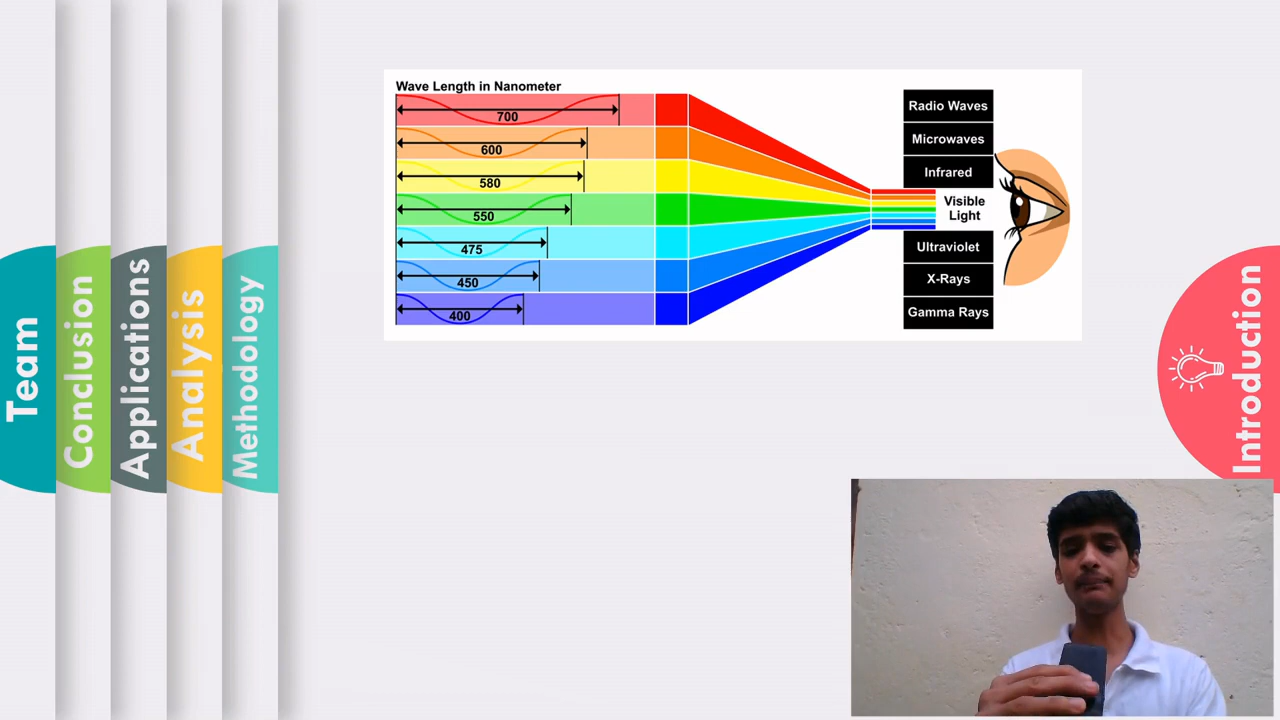 Team
Conclusion
Applications
Analysis
Methodology
Wave Length in Nanometer
700
600
580
550
475
450
400
Radio Waves
Microwaves
Infrared
Visible
Light
Ultraviolet
X-Rays
Gamma Rays
Introduction